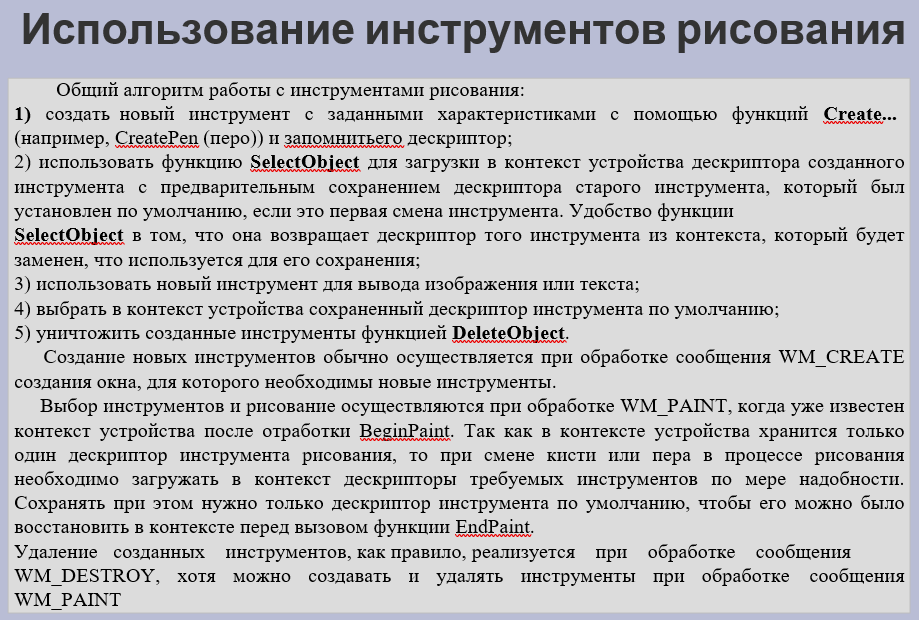 Использование инструментов рисования
Общий алгоритм работы с инструментами рисования:
1) создать новый инструмент с заданными характеристиками с помощью функций Create...
(например, CreatePen (перо)) и запомнитьего дескриптор;
2) использовать функцию SelectObject для загрузки в контекст устройства дескриптора созданного
инструмента с предварительным сохранением дескриптора старого инструмента, который был
установлен по умолчанию, если это первая смена инструмента. Удобство функции
SelectObject в том, что она возвращает дескриптор того инструмента из контекста, который будет
заменен, что используется для его сохранения;
3) использовать новый инструмент для вывода изображения или текста;
4) выбрать в контекст устройства сохраненный дескриптор инструмента по умолчанию;
5) уничтожить созданные инструменты функцией DeleteObject.
Создание новых инструментов обычно осуществляется при обработке сообщения WM_CREATE
создания окна, для которого необходимы новые инструменты.
Выбор инструментов и рисование осуществляются при обработке WM_PAINT, когда уже известен
контекст устройства после отработки BeginPaint. Так как в контексте устройства хранится только
один дескриптор инструмента рисования, то при смене кисти или пера в процессе рисования
необходимо загружать в контекст дескрипторы требуемых инструментов по мере надобности.
Сохранять при этом нужно только дескриптор инструмента по умолчанию, чтобы его можно было
восстановить в контексте перед вызовом функции EndPaint.
Удаление созданных инструментов, как правило, реализуется при обработке сообщения
WM_DESTROY, хотя можно создавать и удалять инструменты при обработке сообщения
WM_PAINT